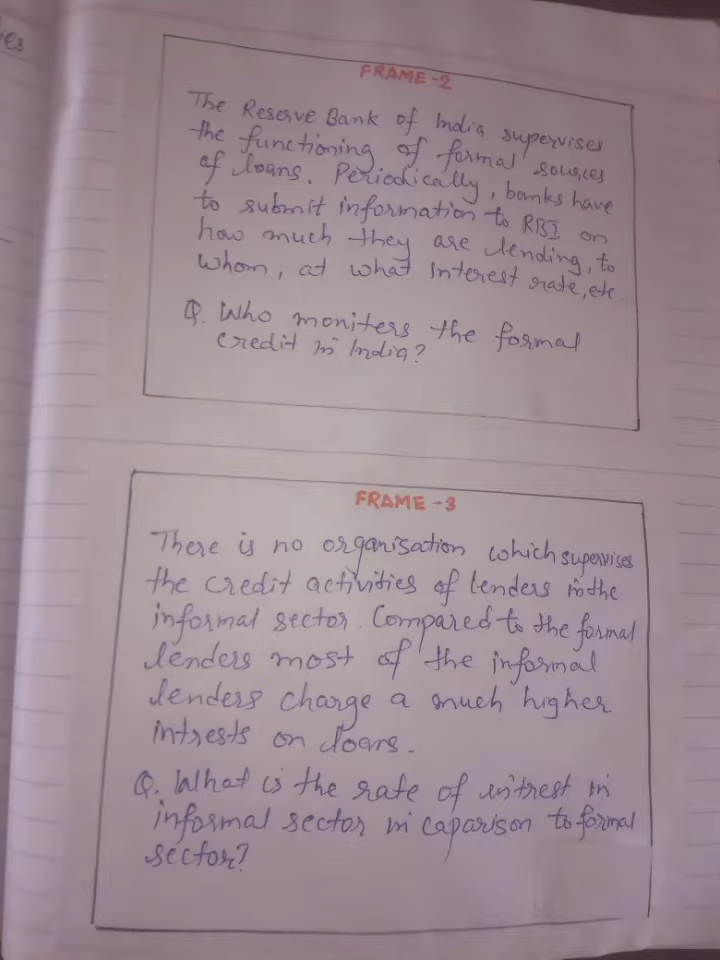 es
FRAME-2
The Reserve Bank of India supervises
the functioning of formal sources
of loans. Periodically, banks have
to submit information to RBI on
how much they are lending, to
whom, at what interest rate, etc
Q. Who moniters the formal
credit in India?
FRAME-3
There is no organisation which supervises
the credit activities of lenders in the
informal sector. Compared to the formal
lenders most of the informal
lenders charge a much higher
intrests on loans.
Q. What is the rate of intrest in
informal sector in caparison to formal
sector?